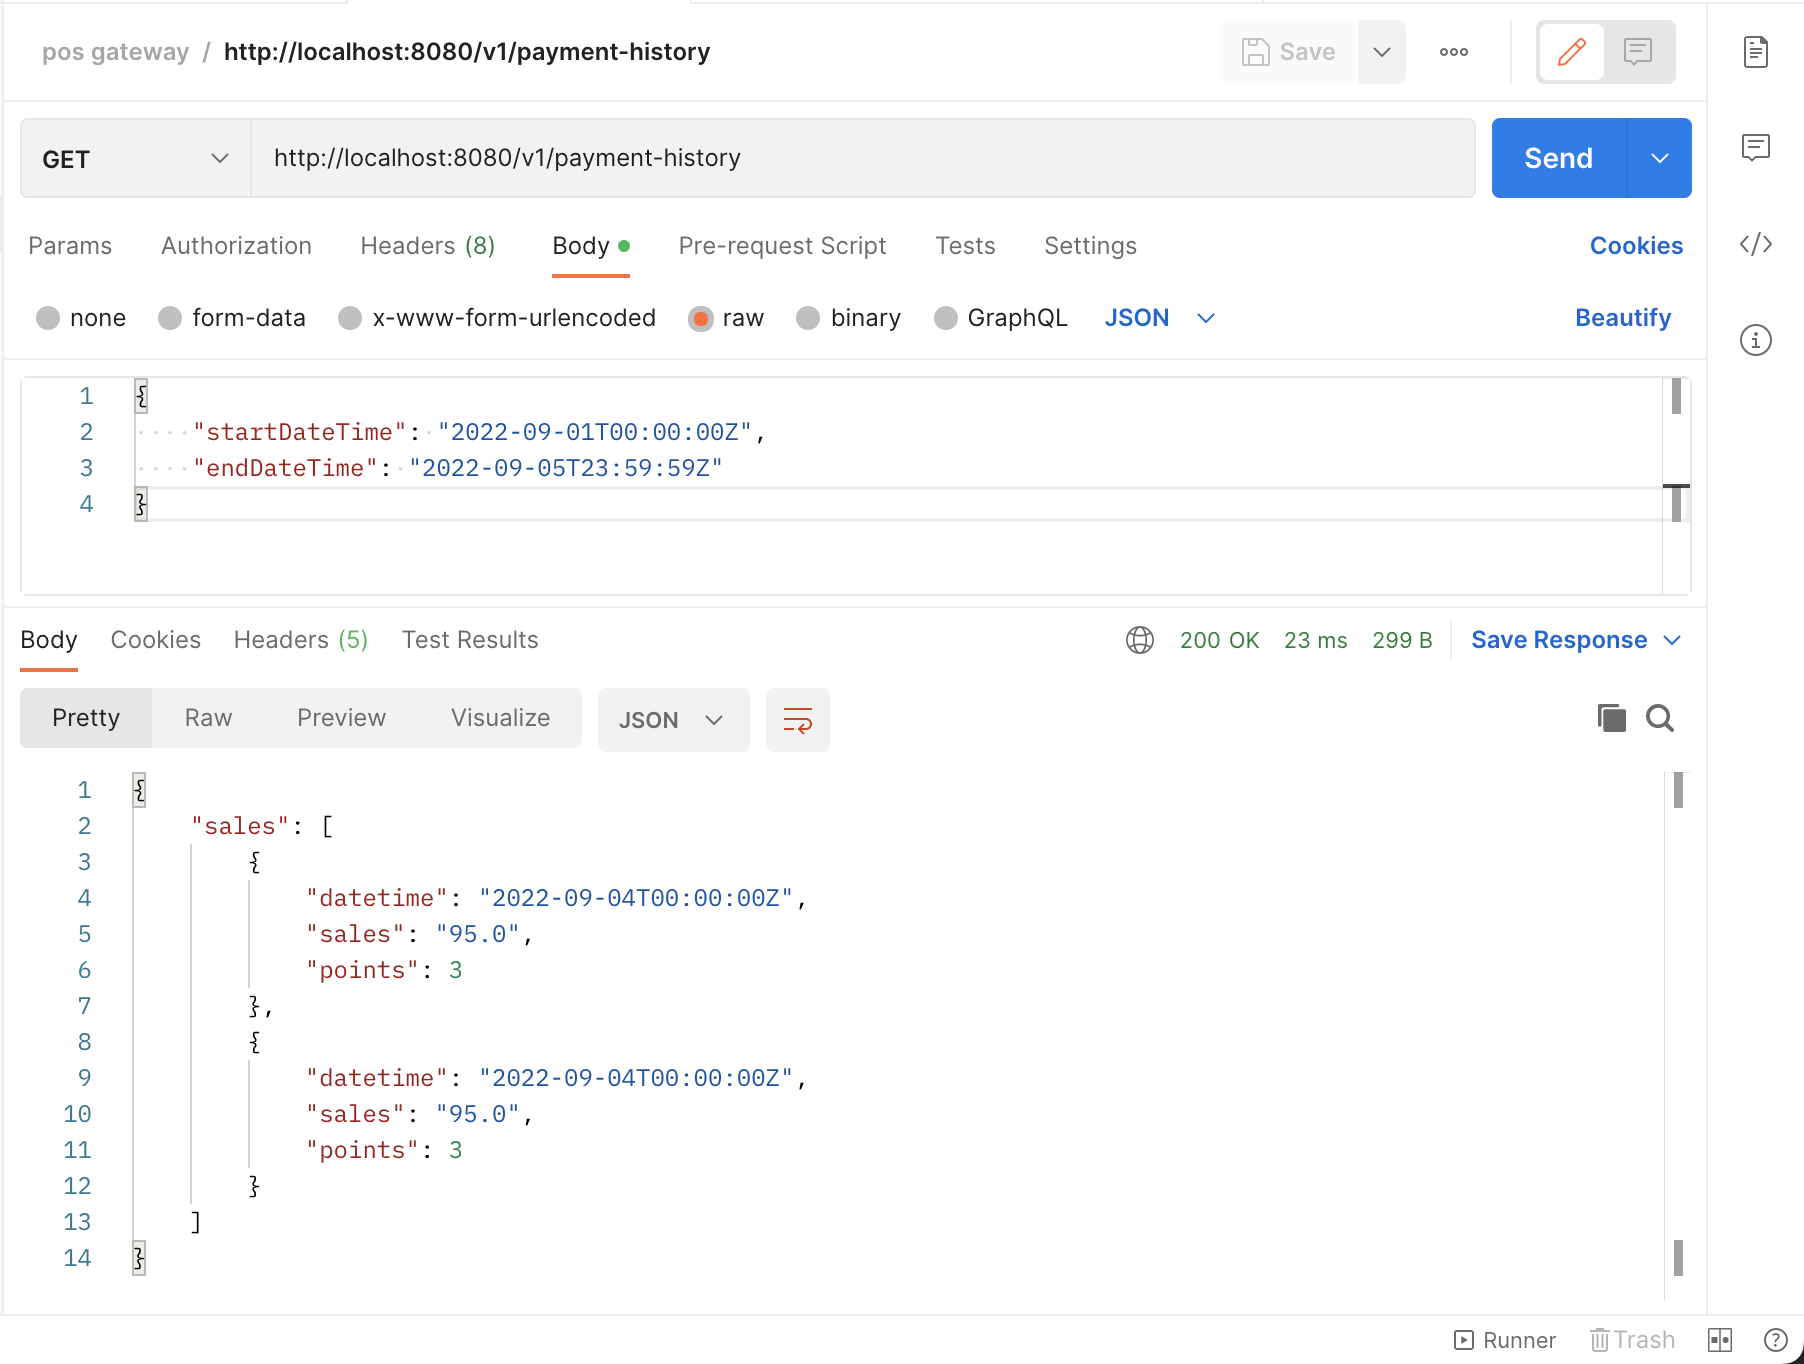 pos gateway / http://localhost:8080/v1/payment-history
Save
GET http://localhost:8080/v1/payment-history Send
Params Authorization Headers (8) Body Pre-request Script Tests Settings Cookies
none form-data x-www-form-urlencoded raw binary GraphQL JSON Beautify
1 {
2 "startDateTime": "2022-09-01T00:00:00Z",
3 "endDateTime": "2022-09-05T23:59:59Z"
4 }
Body Cookies Headers (5) Test Results 200 OK 23 ms 299 B Save Response
Pretty Raw Preview Visualize JSON
1 {
2 "sales": [
3 {
4 "datetime": "2022-09-04T00:00:00Z",
5 "sales": "95.0",
6 "points": 3
7 },
8 {
9 "datetime": "2022-09-04T00:00:00Z",
10 "sales": "95.0",
11 "points": 3
12 }
13 ]
14 }
Runner Trash